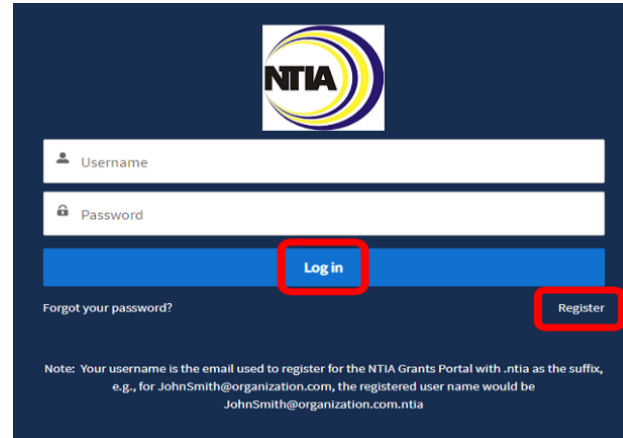 NTIA
Username
Password
Log in
Forgot your password?
Register
Note: Your username is the email used to register for the NTIA Grants Portal with .ntia as the suffix,
e.g., for JohnSmith@organization.com, the registered user name would be
JohnSmith@organization.com.ntia